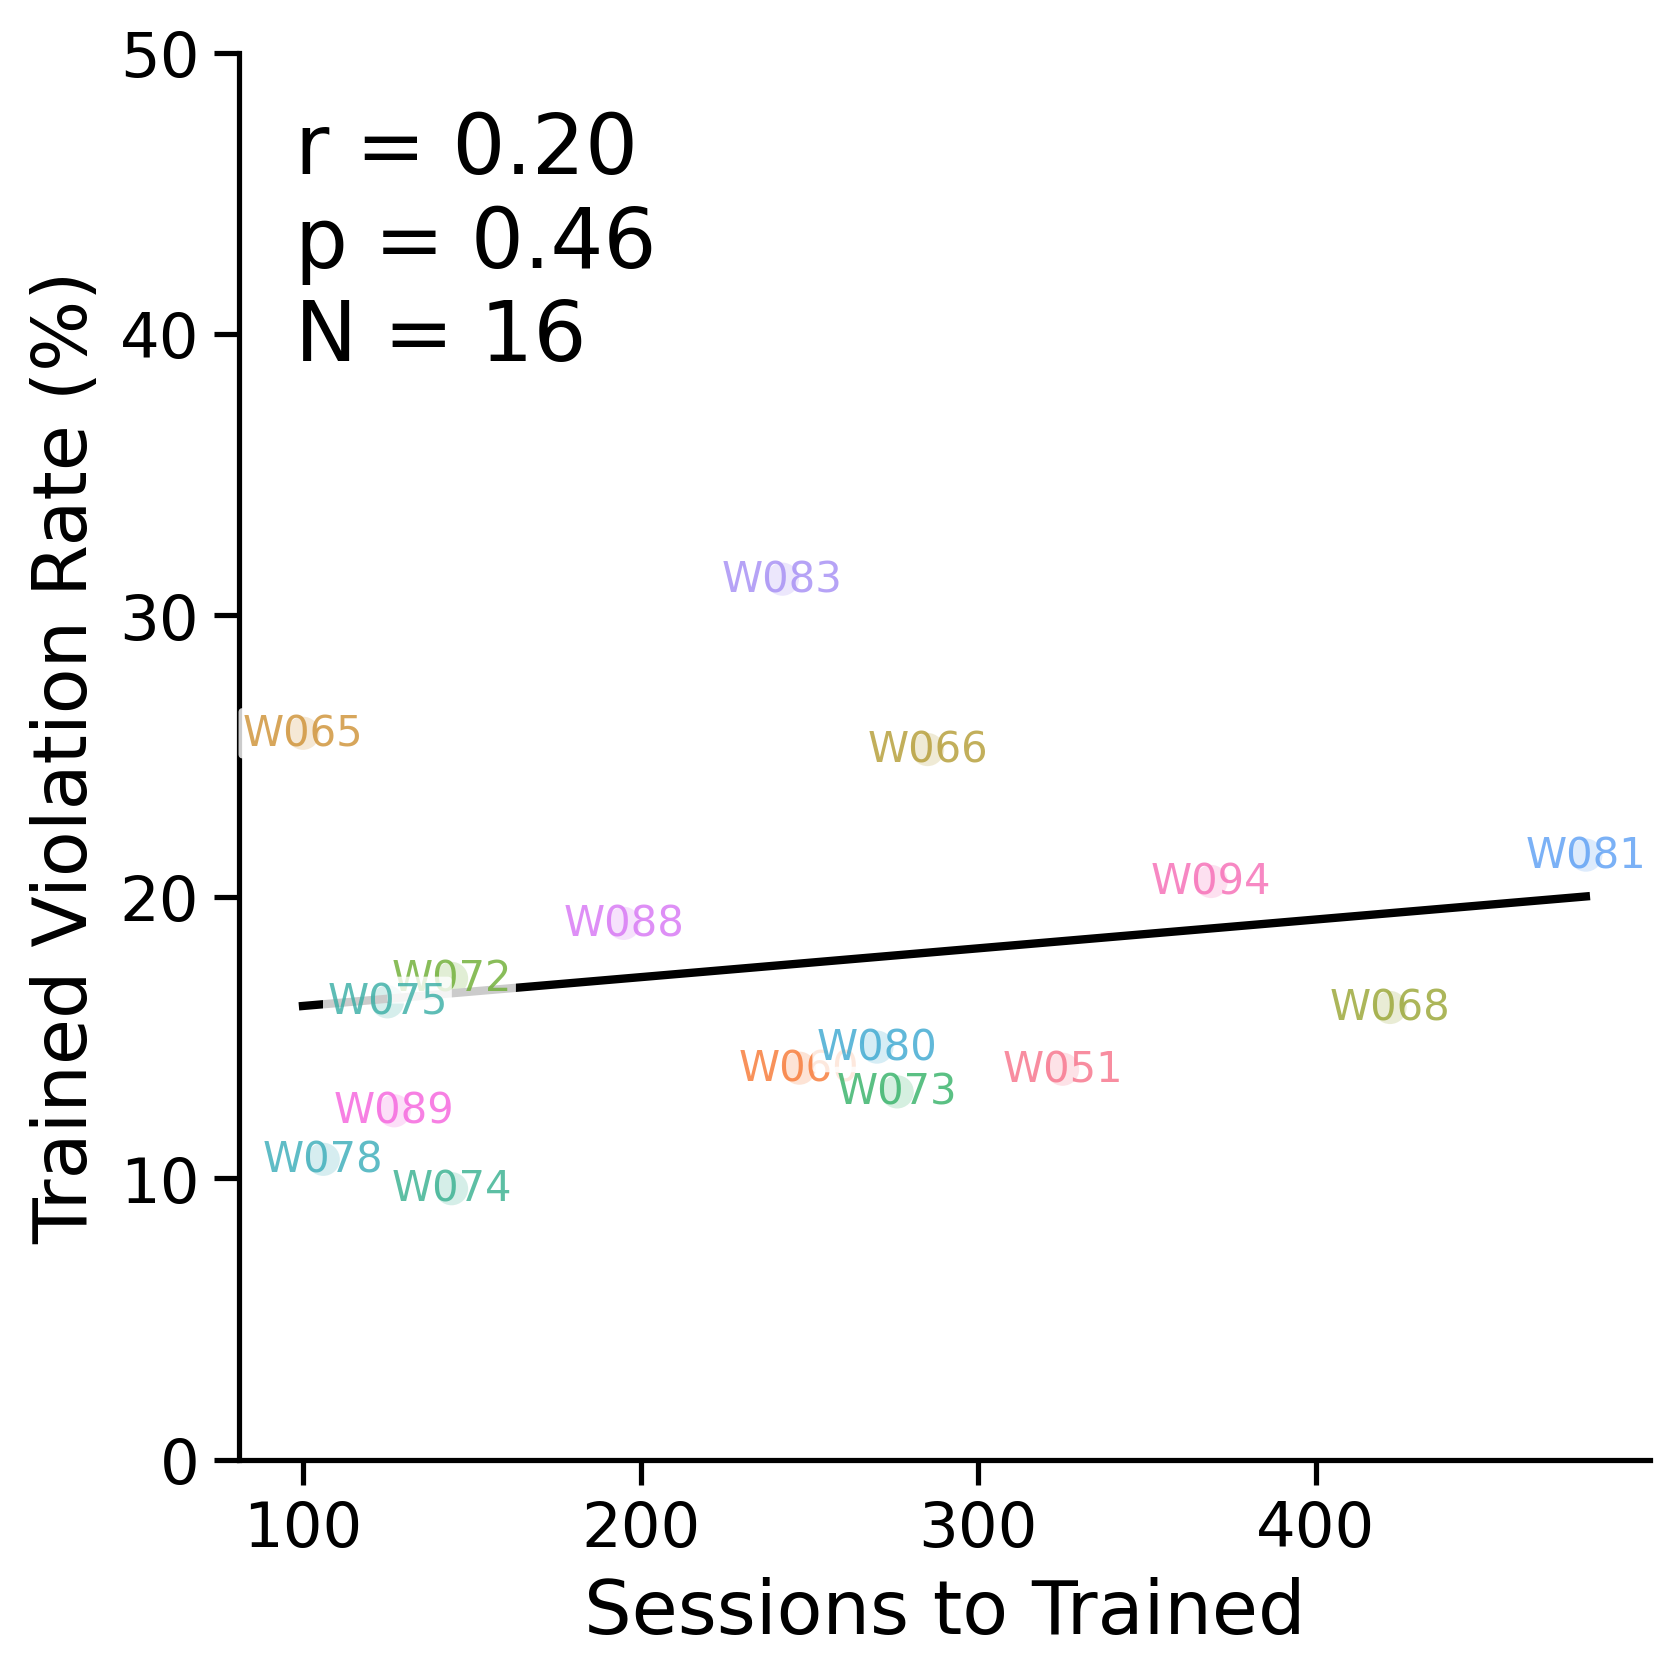 50
r = 0.20
p = 0.46
N = 16
40
30
20
10
0
Trained Violation Rate (%)
W083
W065
W066
W081
W094
W088
W072
W075
W068
W080
W051
W073
W089
W078
W074
100 200 300 400
Sessions to Trained